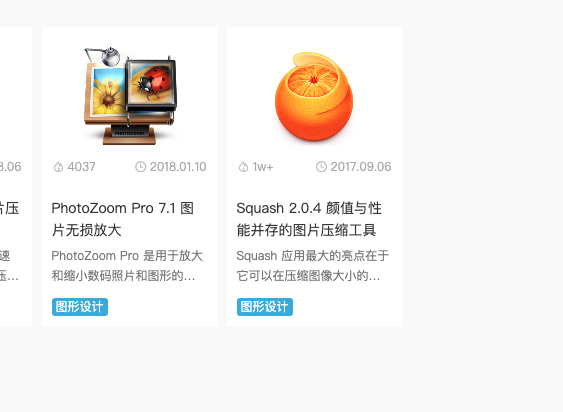 3.06
片压
速
压...
4037
2018.01.10
PhotoZoom Pro 7.1 图
片无损放大
PhotoZoom Pro 是用于放大
和缩小数码照片和图形的...
图形设计
1w+
2017.09.06
Squash 2.0.4 颜值与性
能并存的图片压缩工具
Squash 应用最大的亮点在于
它可以在压缩图像大小的...
图形设计